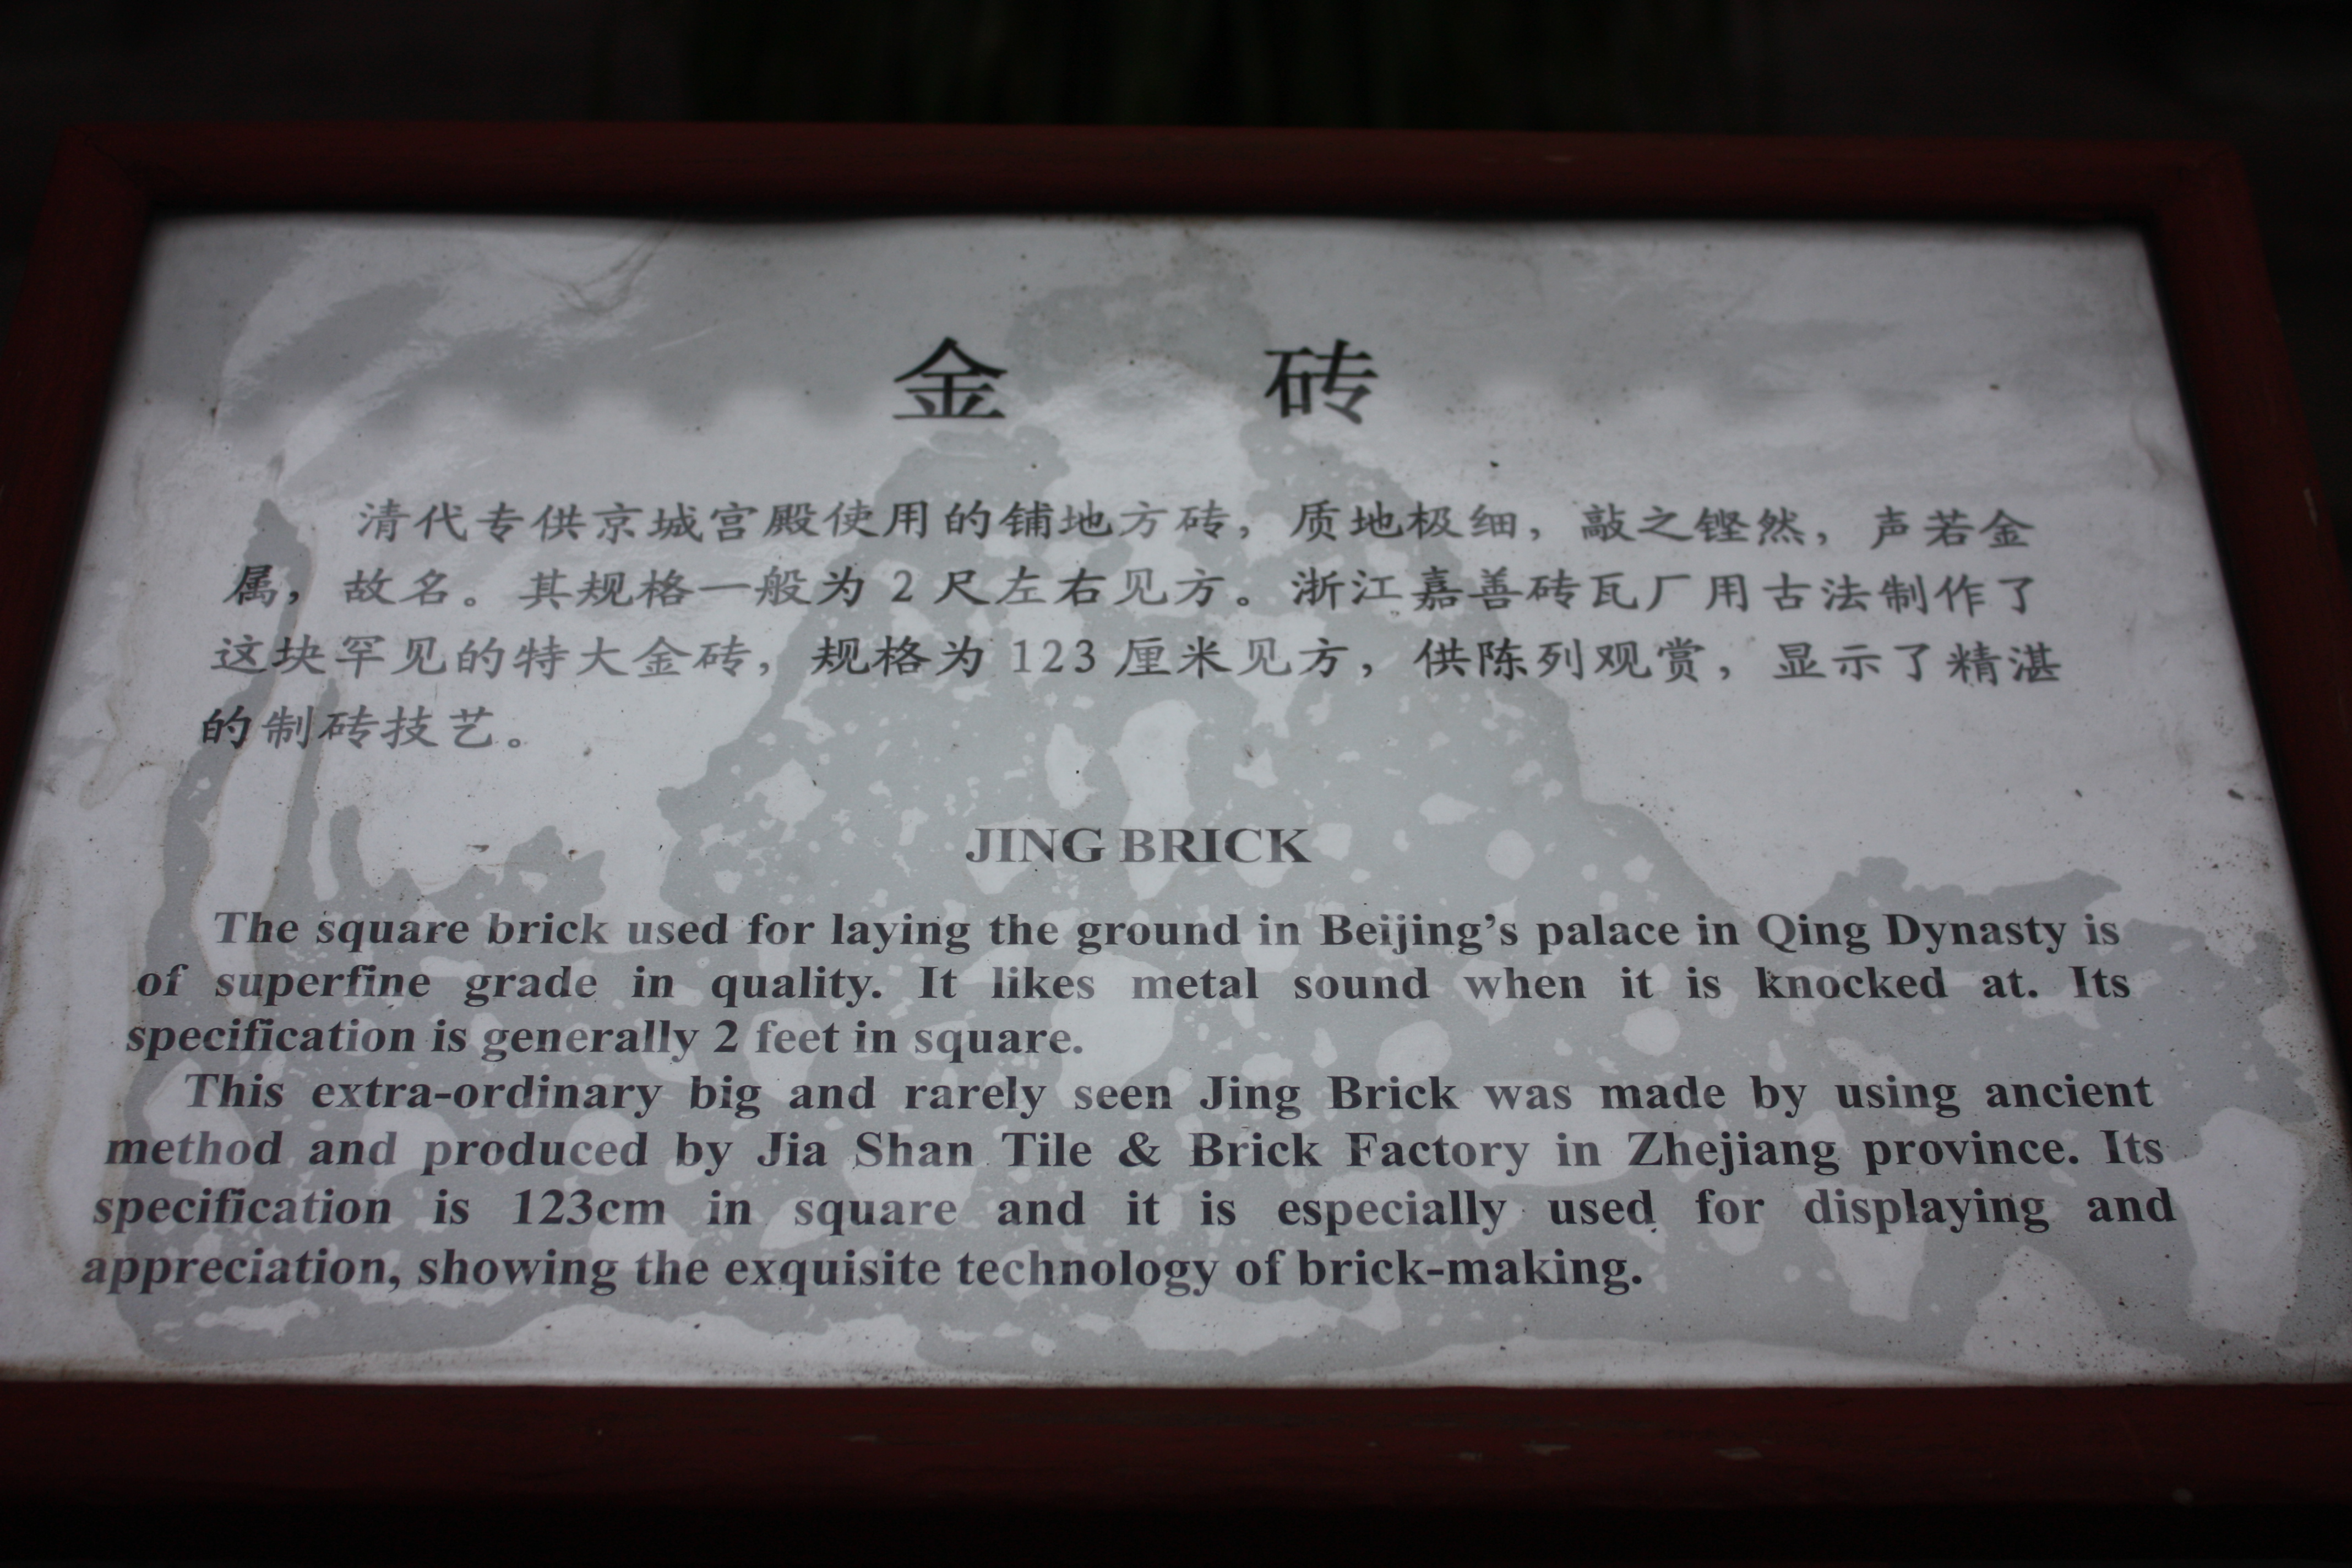 金 砖
清代专供京城宫殿使用的铺地方砖，质地极细，敲之铿然，声若金
属，故名。其规格一般为 2 尺左右见方。浙江嘉善砖瓦厂用古法制作了
这块罕见的特大金砖，规格为 123 厘米见方，供陈列观赏，显示了精湛
的制砖技艺。
JING BRICK
The square brick used for laying the ground in Beijing’s palace in Qing Dynasty is
of superfine grade in quality. It likes metal sound when it is knocked at. Its
specification is generally 2 feet in square.
This extra-ordinary big and rarely seen Jing Brick was made by using ancient
method and produced by Jia Shan Tile & Brick Factory in Zhejiang province. Its
specification is 123cm in square and it is especially used for displaying and
appreciation, showing the exquisite technology of brick-making.